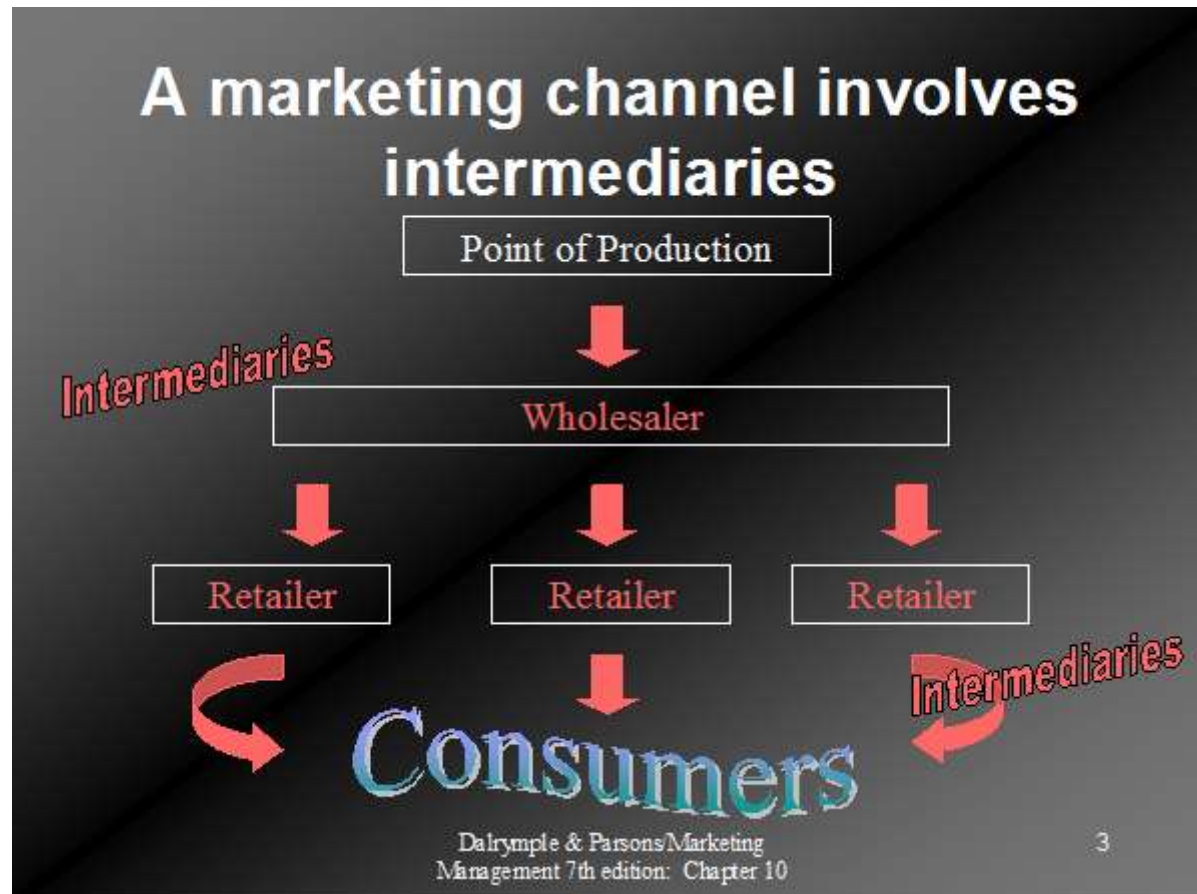 A marketing channel involves
intermediaries
Point of Production
Intermediaries
Wholesaler
Retailer
Retailer
Retailer
Intermediaries
Consumers
Dalrymple & Parsons/Marketing
Management 7th edition: Chapter 10
3